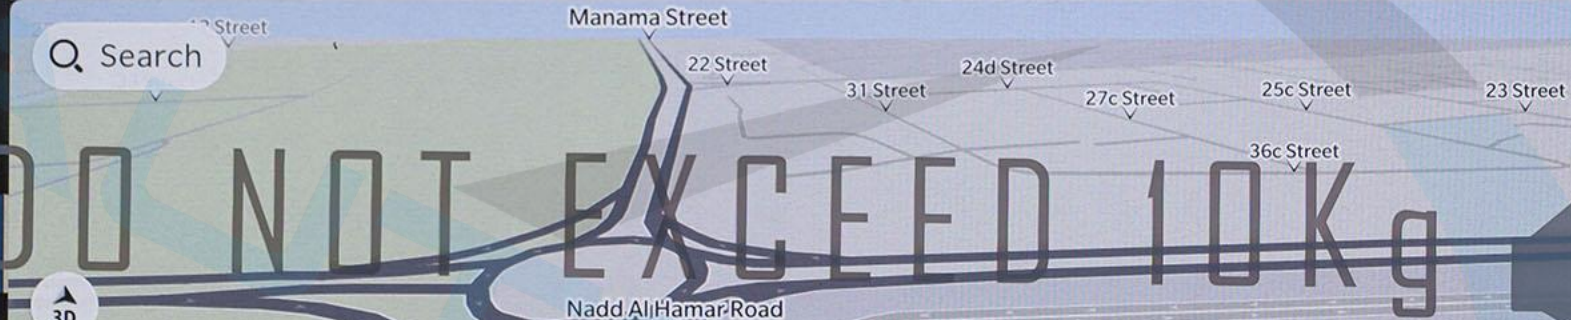 Manama Street
Street
Search
22 Street
24d Street
31 Street
27c Street
25c Street
23 Street
36c Street
DO NOT EXCEED 10Kg
Nadd Al Hamar Road
3D